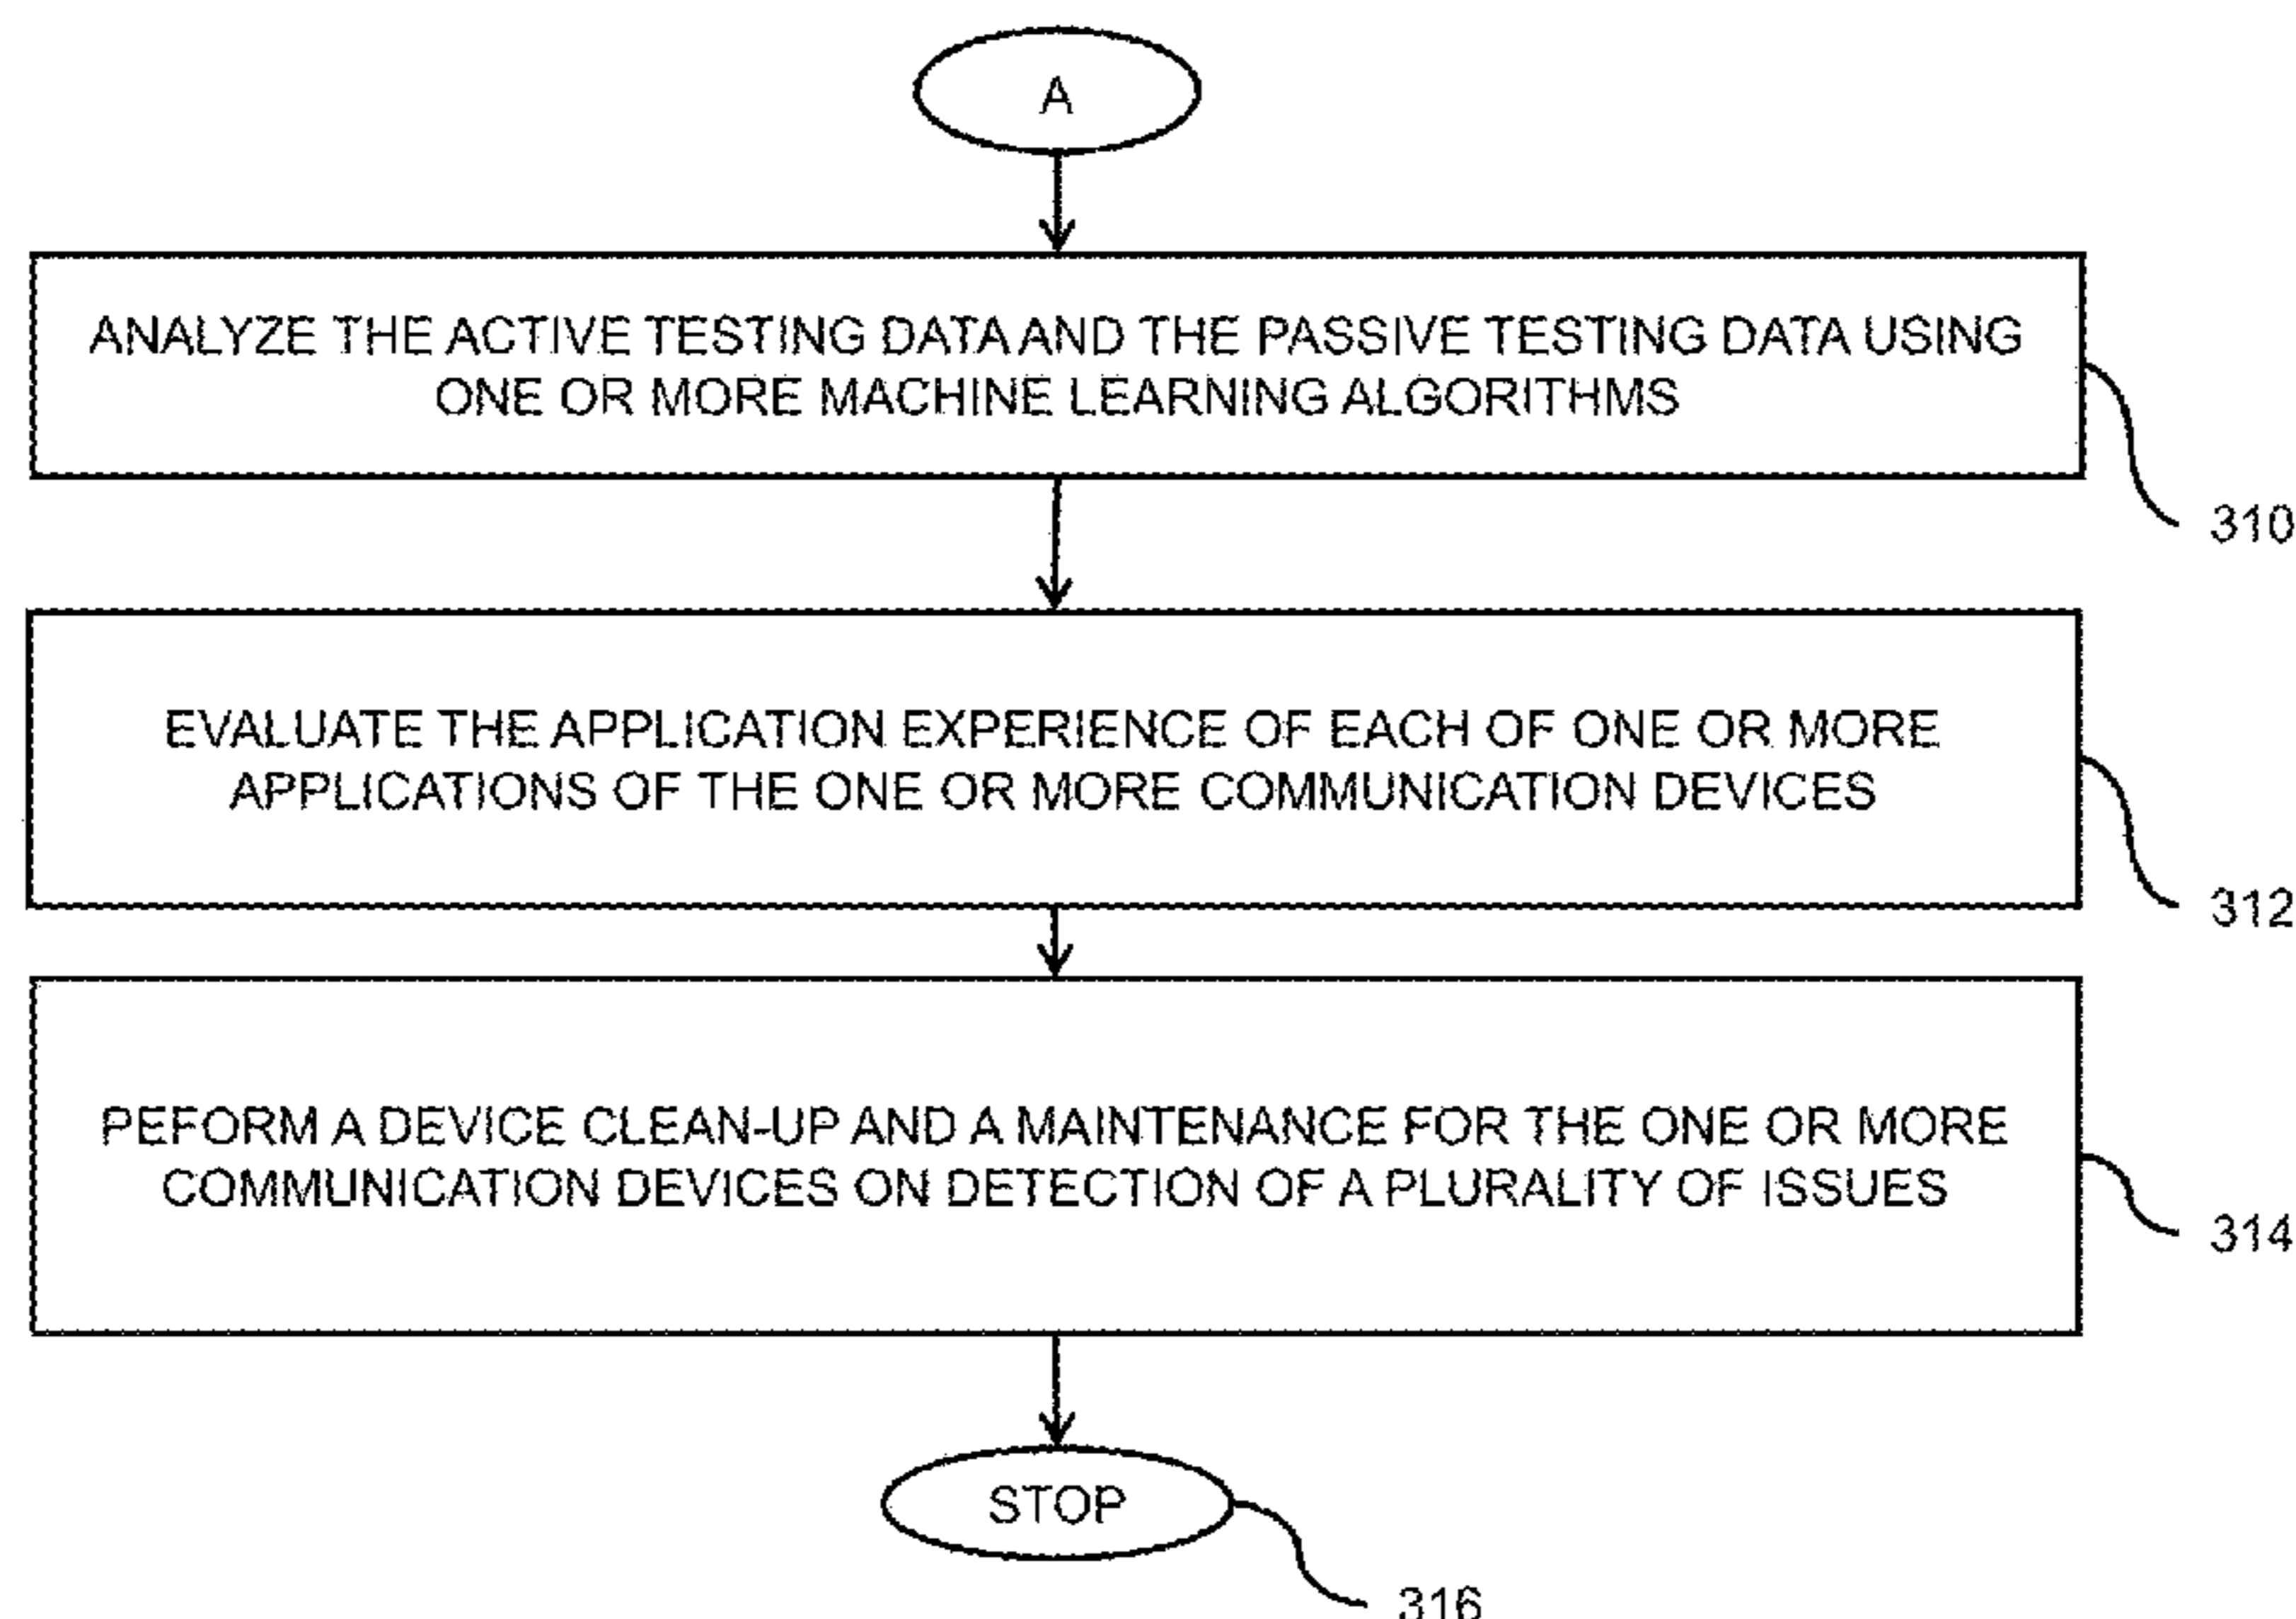 A
ANALYZE THE ACTIVE TESTING DATA AND THE PASSIVE TESTING DATA USING
ONE OR MORE MACHINE LEARNING ALGORITHMS
310
EVALUATE THE APPLICATION EXPERIENCE OF EACH OF ONE OR MORE
APPLICATIONS OF THE ONE OR MORE COMMUNICATION DEVICES
312
PEFORM A DEVICE CLEAN-UP AND A MAINTENANCE FOR THE ONE OR MORE
COMMUNICATION DEVICES ON DETECTION OF A PLURALITY OF ISSUES
314
STOP
316